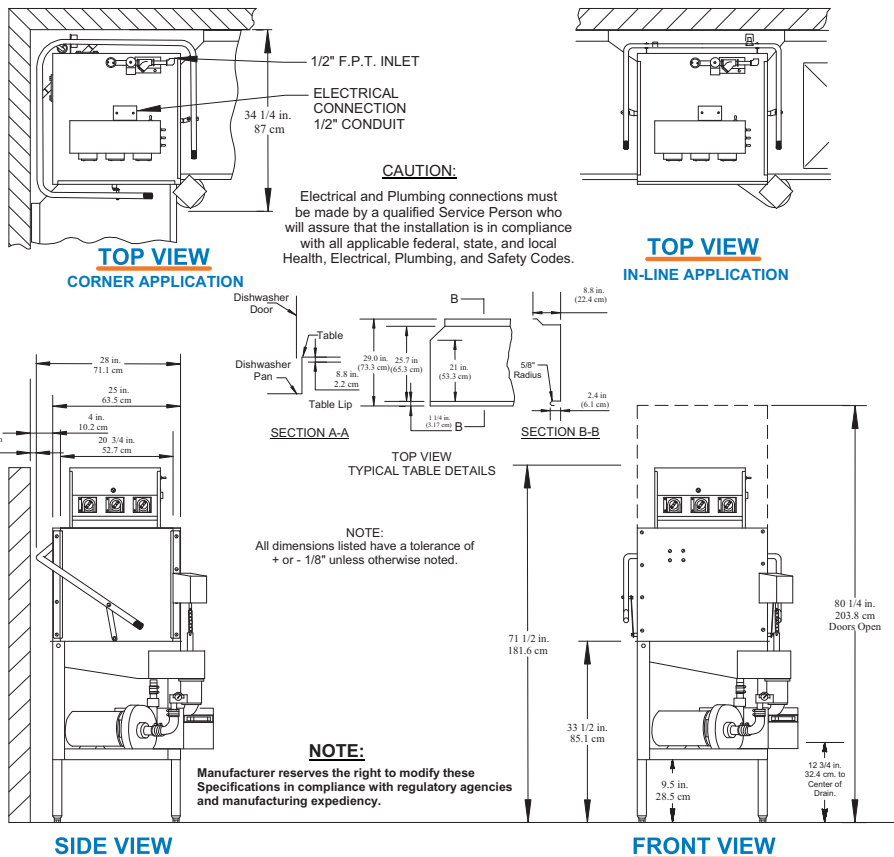 1/2" F.P.T. INLET
ELECTRICAL
CONNECTION
1/2" CONDUIT
34 1/4 in.
87 cm
CAUTION:
Electrical and Plumbing connections must
be made by a qualified Service Person who
will assure that the installation is in compliance
with all applicable federal, state, and local
Health, Electrical, Plumbing, and Safety Codes.
TOP VIEW
CORNER APPLICATION
TOP VIEW
IN-LINE APPLICATION
Dishwasher
Door
Table
Dishwasher
Pan
8.8 in.
2.2 cm
Table Lip
SECTION A-A
29.0 in.
(73.3 cm)
25.7 in
(65.3 cm)
21 in.
(53.3 cm)
1 1/4 in.
(3.17 cm)
B
B
TOP VIEW
TYPICAL TABLE DETAILS
8.8 in.
(22.4 cm)
5/8"
Radius
2.4 in
(6.1 cm)
SECTION B-B
28 in.
71.1 cm
25 in.
63.5 cm
4 in.
10.2 cm
20 3/4 in.
52.7 cm
NOTE:
All dimensions listed have a tolerance of
+ or - 1/8" unless otherwise noted.
71 1/2 in.
181.6 cm
80 1/4 in.
203.8 cm
Doors Open
33 1/2 in.
85.1 cm
9.5 in.
28.5 cm
12 3/4 in.
32.4 cm. to
Center of
Drain.
NOTE:
Manufacturer reserves the right to modify these
Specifications in compliance with regulatory agencies
and manufacturing expediency.
SIDE VIEW
FRONT VIEW